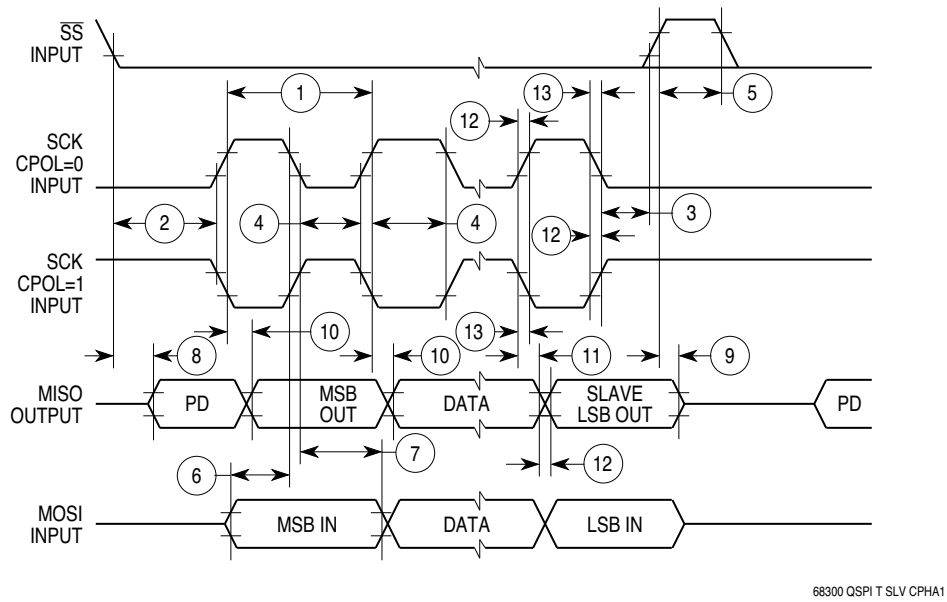 SS
INPUT
1
13
5
12
SCK
CPOL=0
INPUT
2
4
4
3
12
SCK
CPOL=1
INPUT
10
13
8
10
11
9
MISO
OUTPUT
PD
MSB
OUT
DATA
SLAVE
LSB OUT
PD
7
12
6
MOSI
INPUT
MSB IN
DATA
LSB IN
68300 QSPI T SLV CPHA1